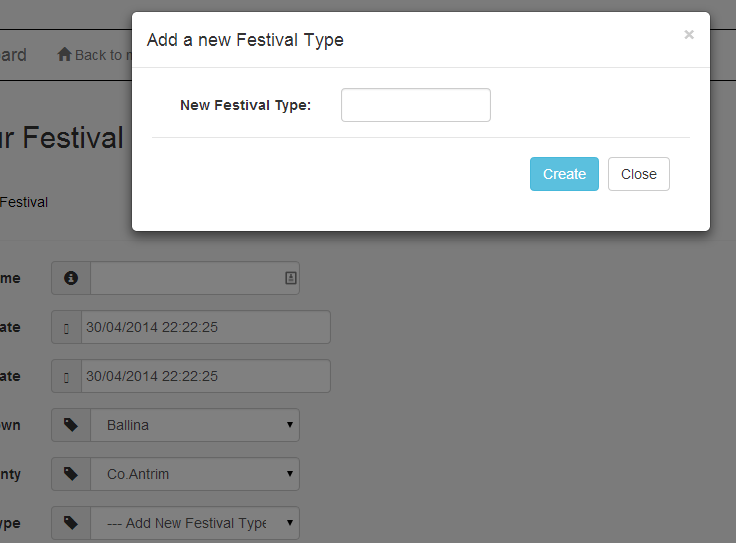 Add a new Festival Type ×
ard Back to m
New Festival Type:
ur Festival
Create Close
Festival
me
ate 30/04/2014 22:22:25
ate 30/04/2014 22:22:25
wn Ballina
nty Co.Antrim
ype --- Add New Festival Type